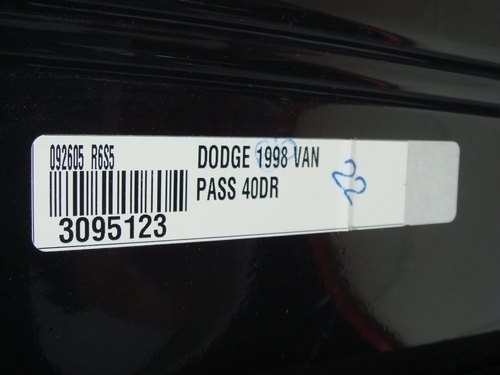 092605 R6S5
DODGE 1998 VAN
PASS 40DR
22
3095123